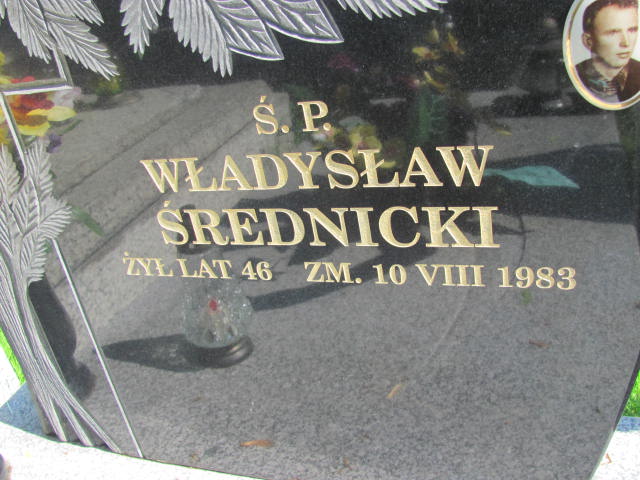 Ś. P.
WŁADYSŁAW
ŚREDNICKI
ŻYŁ LAT 46 ZM. 10 VIII 1983